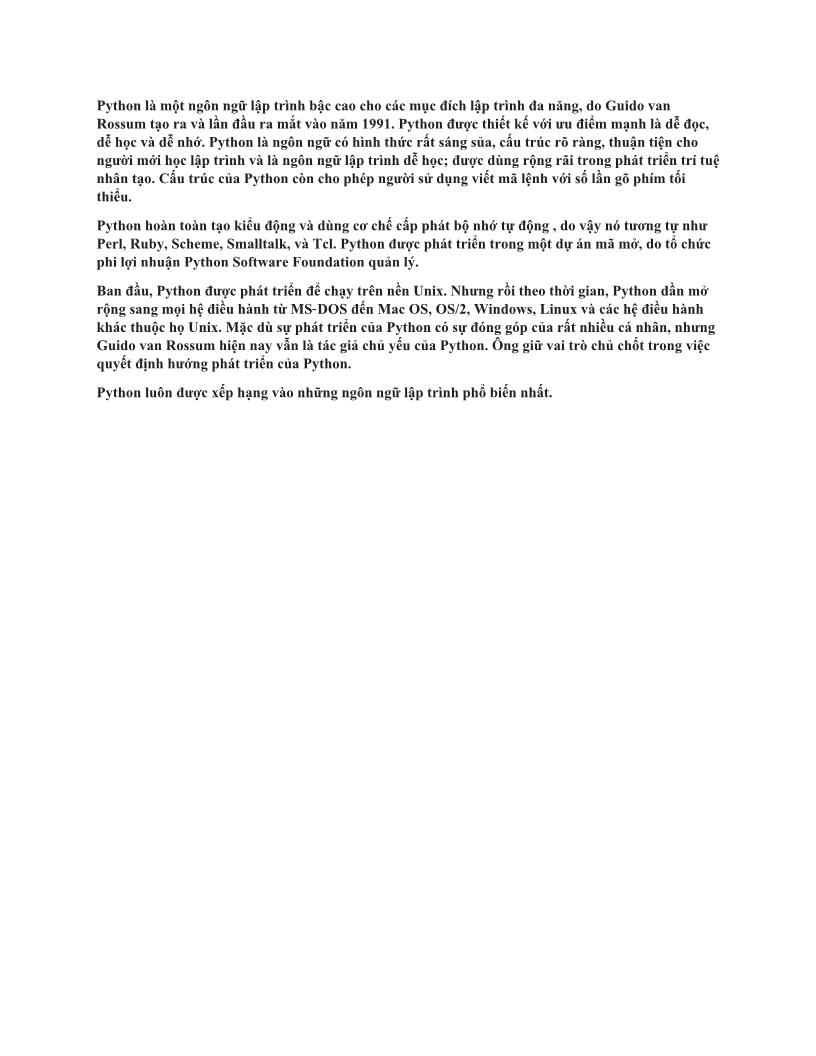 Python là một ngôn ngữ lập trình bậc cao cho các mục đích lập trình đa năng, do Guido van
Rossum tạo ra và lần đầu ra mắt vào năm 1991. Python được thiết kế với ưu điểm mạnh là dễ đọc,
dễ học và dễ nhớ. Python là ngôn ngữ có hình thức rất sáng sủa, cấu trúc rõ ràng, thuận tiện cho
người mới học lập trình và là ngôn ngữ lập trình dễ học; được dùng rộng rãi trong phát triển trí tuệ
nhân tạo. Cấu trúc của Python còn cho phép người sử dụng viết mã lệnh với số lần gõ phím tối
thiểu.
Python hoàn toàn tạo kiểu động và dùng cơ chế cấp phát bộ nhớ tự động , do vậy nó tương tự như
Perl, Ruby, Scheme, Smalltalk, và Tcl. Python được phát triển trong một dự án mã mở, do tổ chức
phi lợi nhuận Python Software Foundation quản lý.
Ban đầu, Python được phát triển để chạy trên nền Unix. Nhưng rồi theo thời gian, Python dần mở
rộng sang mọi hệ điều hành từ MS-DOS đến Mac OS, OS/2, Windows, Linux và các hệ điều hành
khác thuộc họ Unix. Mặc dù sự phát triển của Python có sự đóng góp của rất nhiều cá nhân, nhưng
Guido van Rossum hiện nay vẫn là tác giả chủ yếu của Python. Ông giữ vai trò chủ chốt trong việc
quyết định hướng phát triển của Python.
Python luôn được xếp hạng vào những ngôn ngữ lập trình phổ biến nhất.